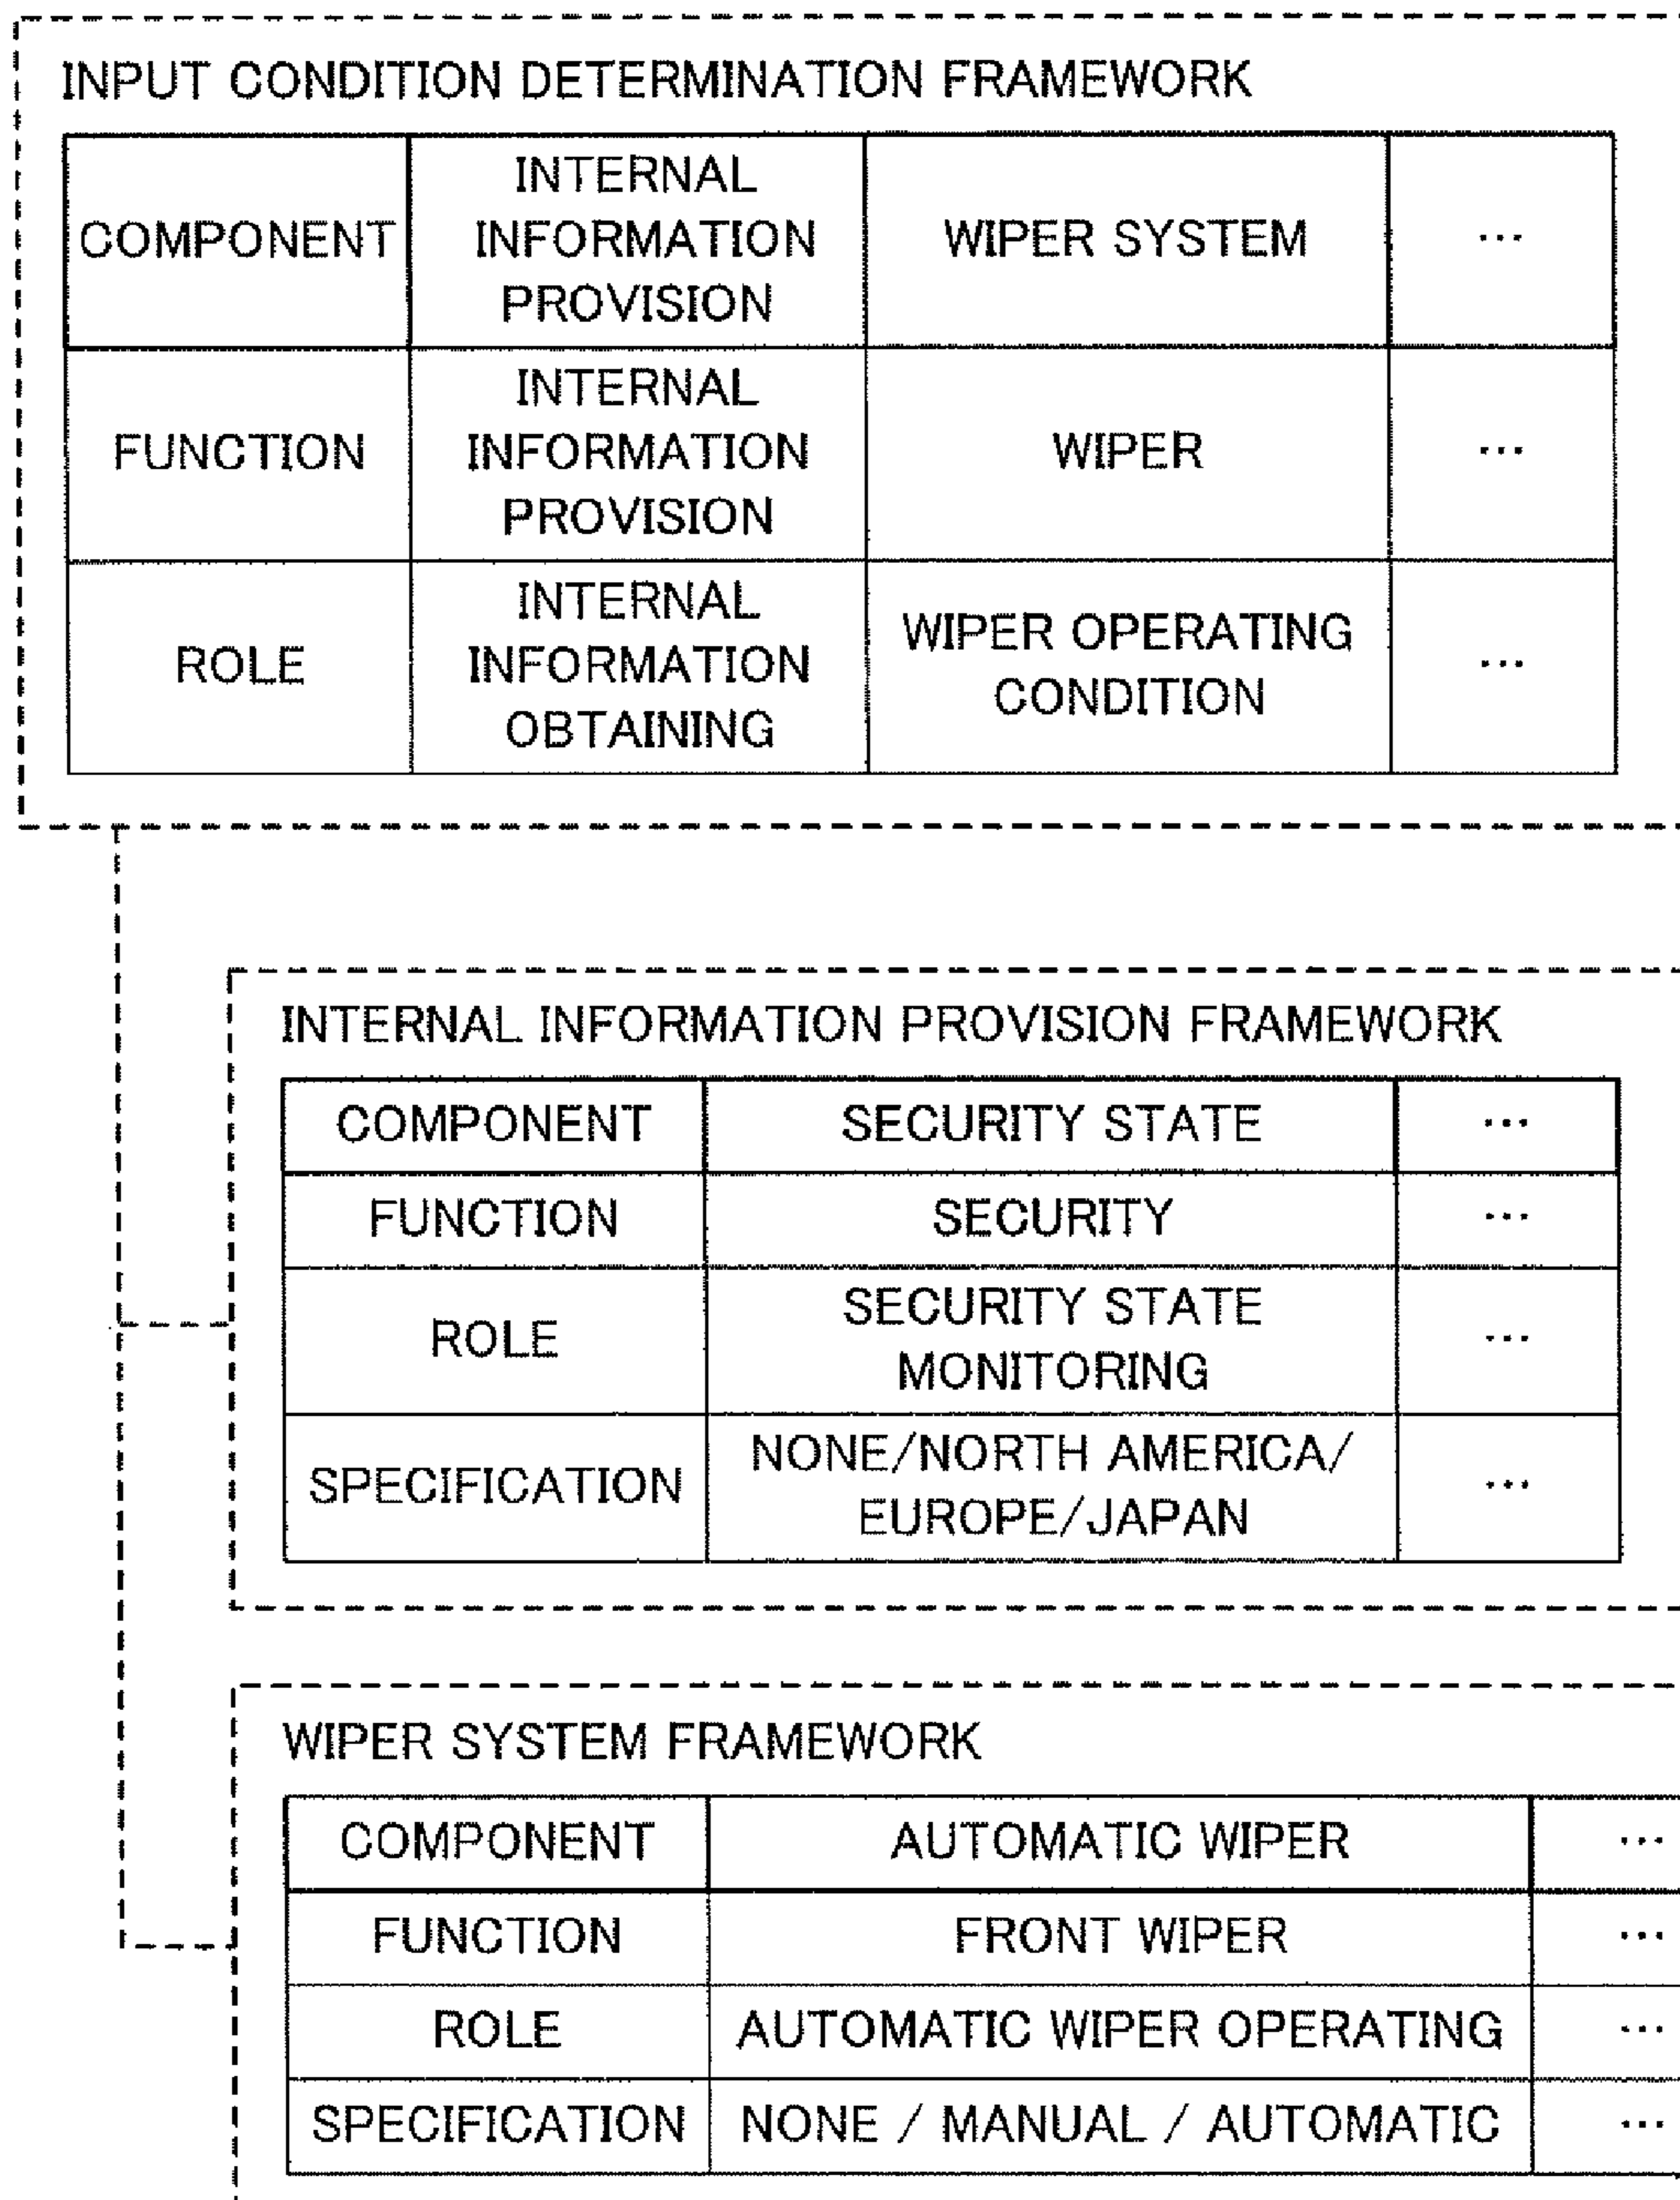 INPUT CONDITION DETERMINATION FRAMEWORK
COMPONENT
INTERNAL
INFORMATION
PROVISION
WIPER SYSTEM
...
FUNCTION
INTERNAL
INFORMATION
PROVISION
WIPER
...
ROLE
INTERNAL
INFORMATION
OBTAINING
WIPER OPERATING
CONDITION
...
INTERNAL INFORMATION PROVISION FRAMEWORK
COMPONENT
SECURITY STATE
...
FUNCTION
SECURITY
...
ROLE
SECURITY STATE
MONITORING
...
SPECIFICATION
NONE/NORTH AMERICA/
EUROPE/JAPAN
...
WIPER SYSTEM FRAMEWORK
COMPONENT
AUTOMATIC WIPER
...
FUNCTION
FRONT WIPER
...
ROLE
AUTOMATIC WIPER OPERATING
...
SPECIFICATION
NONE / MANUAL / AUTOMATIC
...